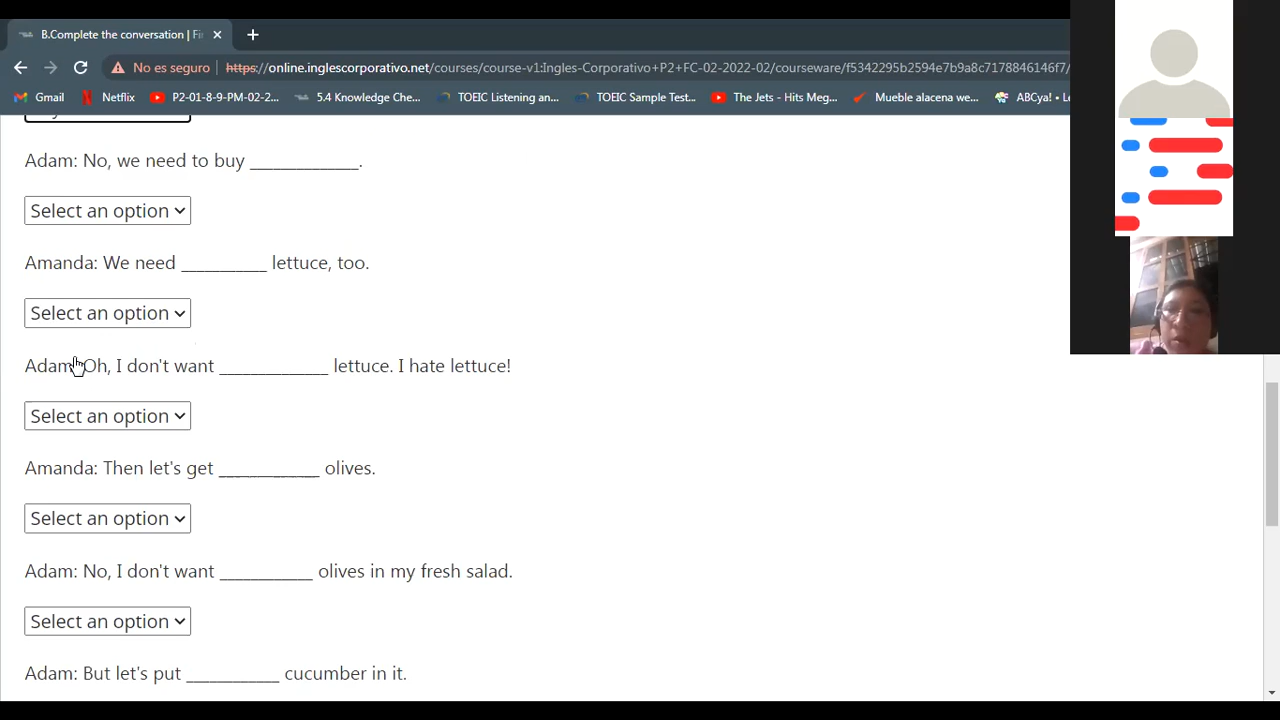 B.Complete the conversation | Fi
No es seguro
https://online.inglescorporativo.net/courses/course-v1:Ingles-Corporativo+P2+FC-02-2022-02/courseware/f5342295b2594e7b9a8c7178846146f7/
Gmail
Netflix
P2-01-8-9-PM-02-2...
5.4 Knowledge Che...
TOEIC Listening an...
TOEIC Sample Test...
The Jets - Hits Meg...
Mueble alacena we...
ABCya! • Le
Adam: No, we need to buy _____________.
Select an option
Amanda: We need ___________ lettuce, too.
Select an option
Adam: Oh, I don't want _____________ lettuce. I hate lettuce!
Select an option
Amanda: Then let's get ____________ olives.
Select an option
Adam: No, I don't want ___________ olives in my fresh salad.
Select an option
Adam: But let's put ___________ cucumber in it.